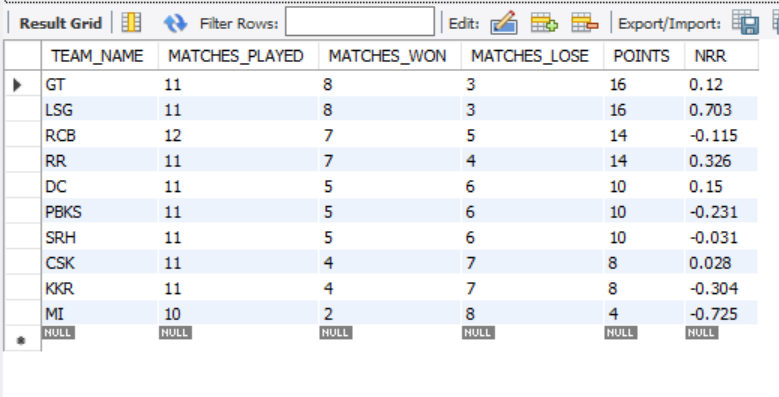 Result Grid Filter Rows: Edit: Export/Import:
TEAM_NAME MATCHES_PLAYED MATCHES_WON MATCHES_LOSE POINTS NRR
GT 11 8 3 16 0.12
LSG 11 8 3 16 0.703
RCB 12 7 5 14 -0.115
RR 11 7 4 14 0.326
DC 11 5 6 10 0.15
PBKS 11 5 6 10 -0.231
SRH 11 5 6 10 -0.031
CSK 11 4 7 8 0.028
KKR 11 4 7 8 -0.304
MI 10 2 8 4 -0.725
NULL NULL NULL NULL NULL NULL